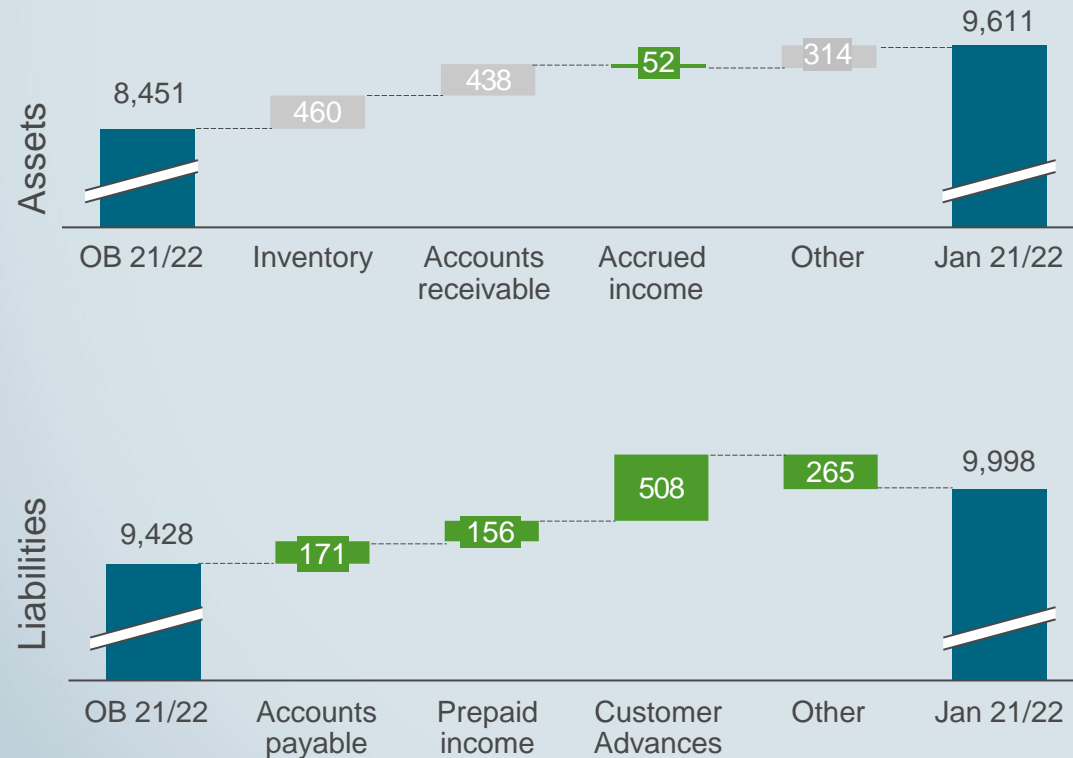 Assets
8,451
460
438
52
314
9,611
OB 21/22
Inventory
Accounts
receivable
Accrued
income
Other
Jan 21/22
Liabilities
9,428
171
156
508
265
9,998
OB 21/22
Accounts
payable
Prepaid
income
Customer
Advances
Other
Jan 21/22